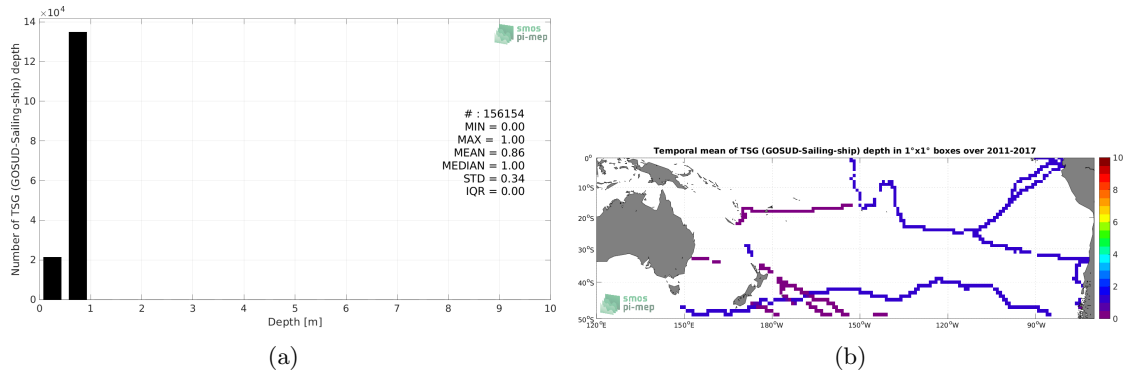 ×10⁴
14
12
10
8
6
4
2
0
Number of TSG (GOSUD-Sailing-ship) depth
0 1 2 3 4 5 6 7 8 9 10
Depth [m]
smos
pi-mep
# : 156154
MIN = 0.00
MAX = 1.00
MEAN = 0.86
MEDIAN = 1.00
STD = 0.34
IQR = 0.00
(a)
Temporal mean of TSG (GOSUD-Sailing-ship) depth in 1°x1° boxes over 2011-2017
0°
10°S
20°S
30°S
40°S
50°S
120°E 150°E 180°W 150°W 120°W 90°W
smos
pi-mep
10
8
6
4
2
0
(b)